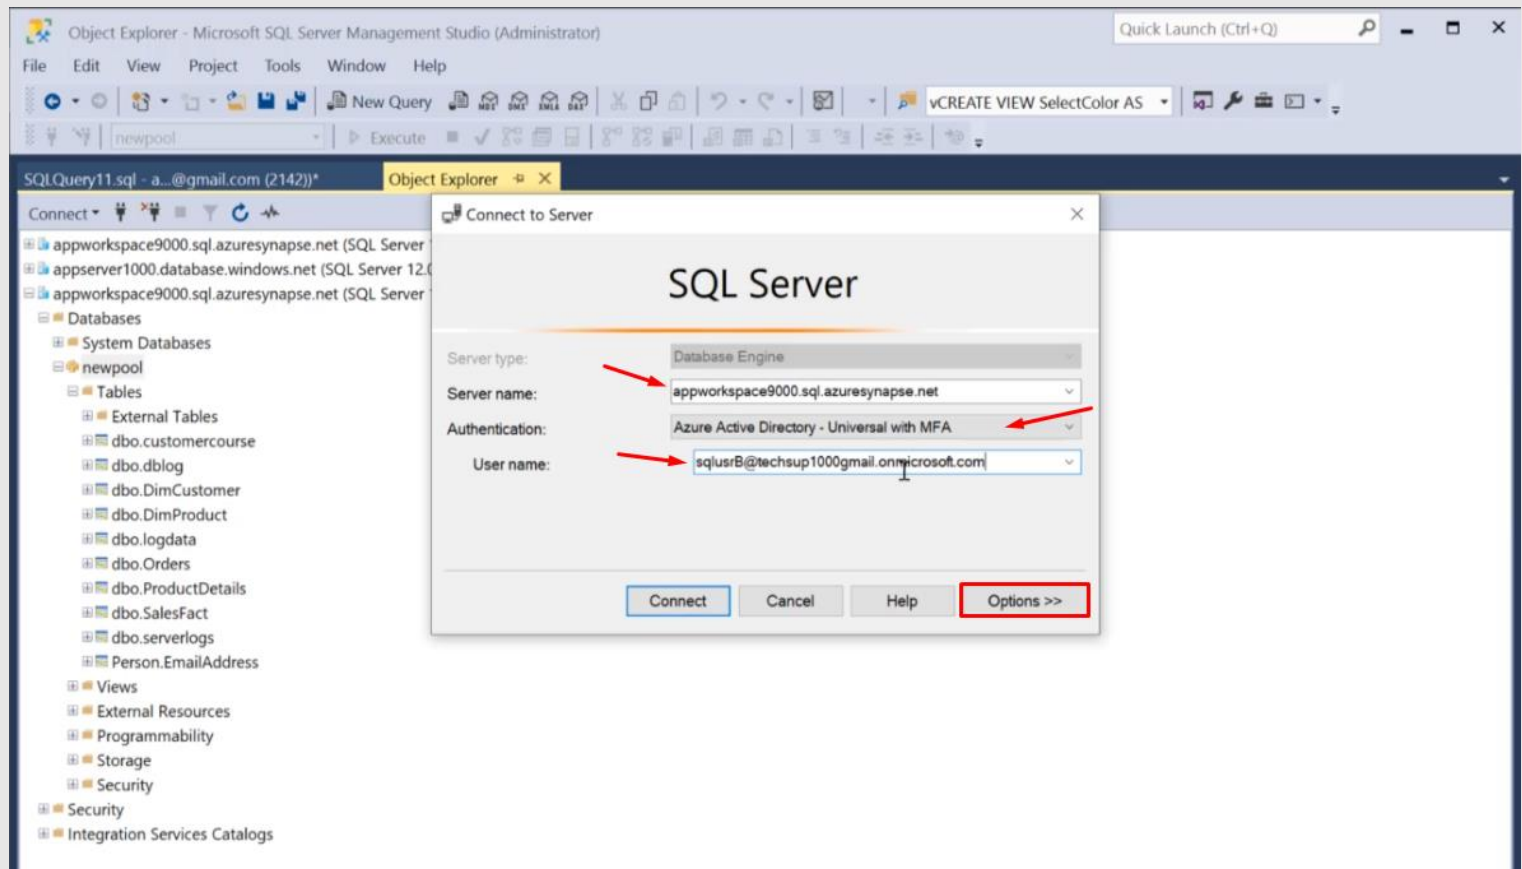 Object Explorer - Microsoft SQL Server Management Studio (Administrator)
Quick Launch (Ctrl+Q)
File Edit View Project Tools Window Help
New Query
vCREATE VIEW SelectColor AS
newpool
Execute
SQLQuery11.sql - a...@gmail.com (2142))*
Object Explorer
Connect
appworkspace9000.sql.azuresynapse.net (SQL Server
appserver1000.database.windows.net (SQL Server 12.0
appworkspace9000.sql.azuresynapse.net (SQL Server
Databases
System Databases
newpool
Tables
External Tables
dbo.customercourse
dbo.dblog
dbo.DimCustomer
dbo.DimProduct
dbo.logdata
dbo.Orders
dbo.ProductDetails
dbo.SalesFact
dbo.serverlogs
Person.EmailAddress
Views
External Resources
Programmability
Storage
Security
Security
Integration Services Catalogs
Connect to Server
SQL Server
Server type: Database Engine
Server name: appworkspace9000.sql.azuresynapse.net
Authentication: Azure Active Directory - Universal with MFA
User name: sqlusrB@techsup1000gmail.onmicrosoft.com
Connect Cancel Help Options >>